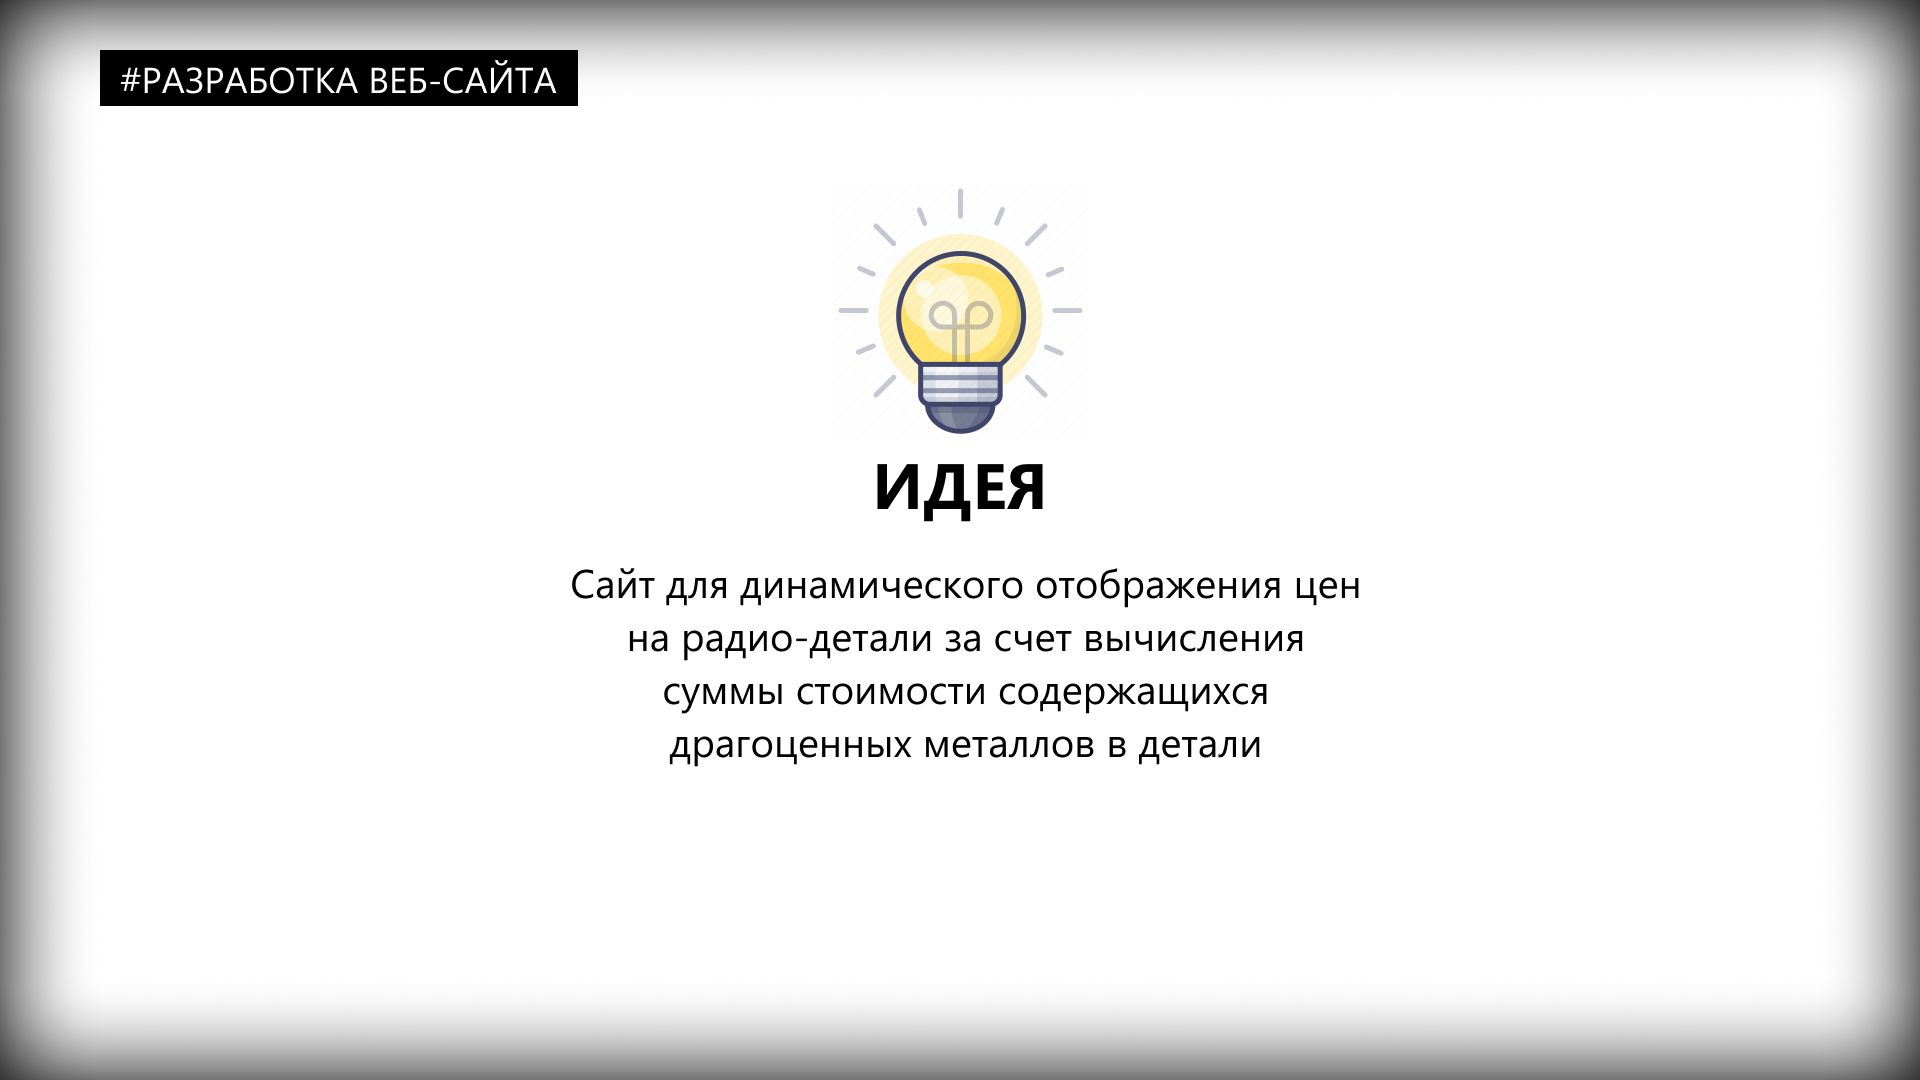 #РАЗРАБОТКА ВЕБ-САЙТА
ИДЕЯ
Сайт для динамического отображения цен
на радио-детали за счет вычисления
суммы стоимости содержащихся
драгоценных металлов в детали